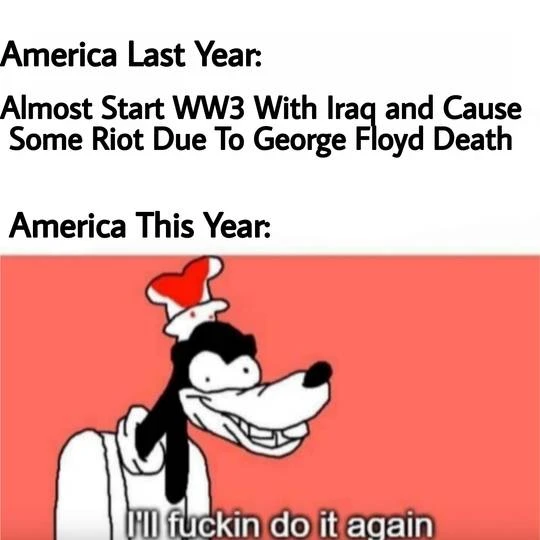 America Last Year:
Almost Start WW3 With Iraq and Cause
Some Riot Due To George Floyd Death
America This Year:
I'll fuckin do it again